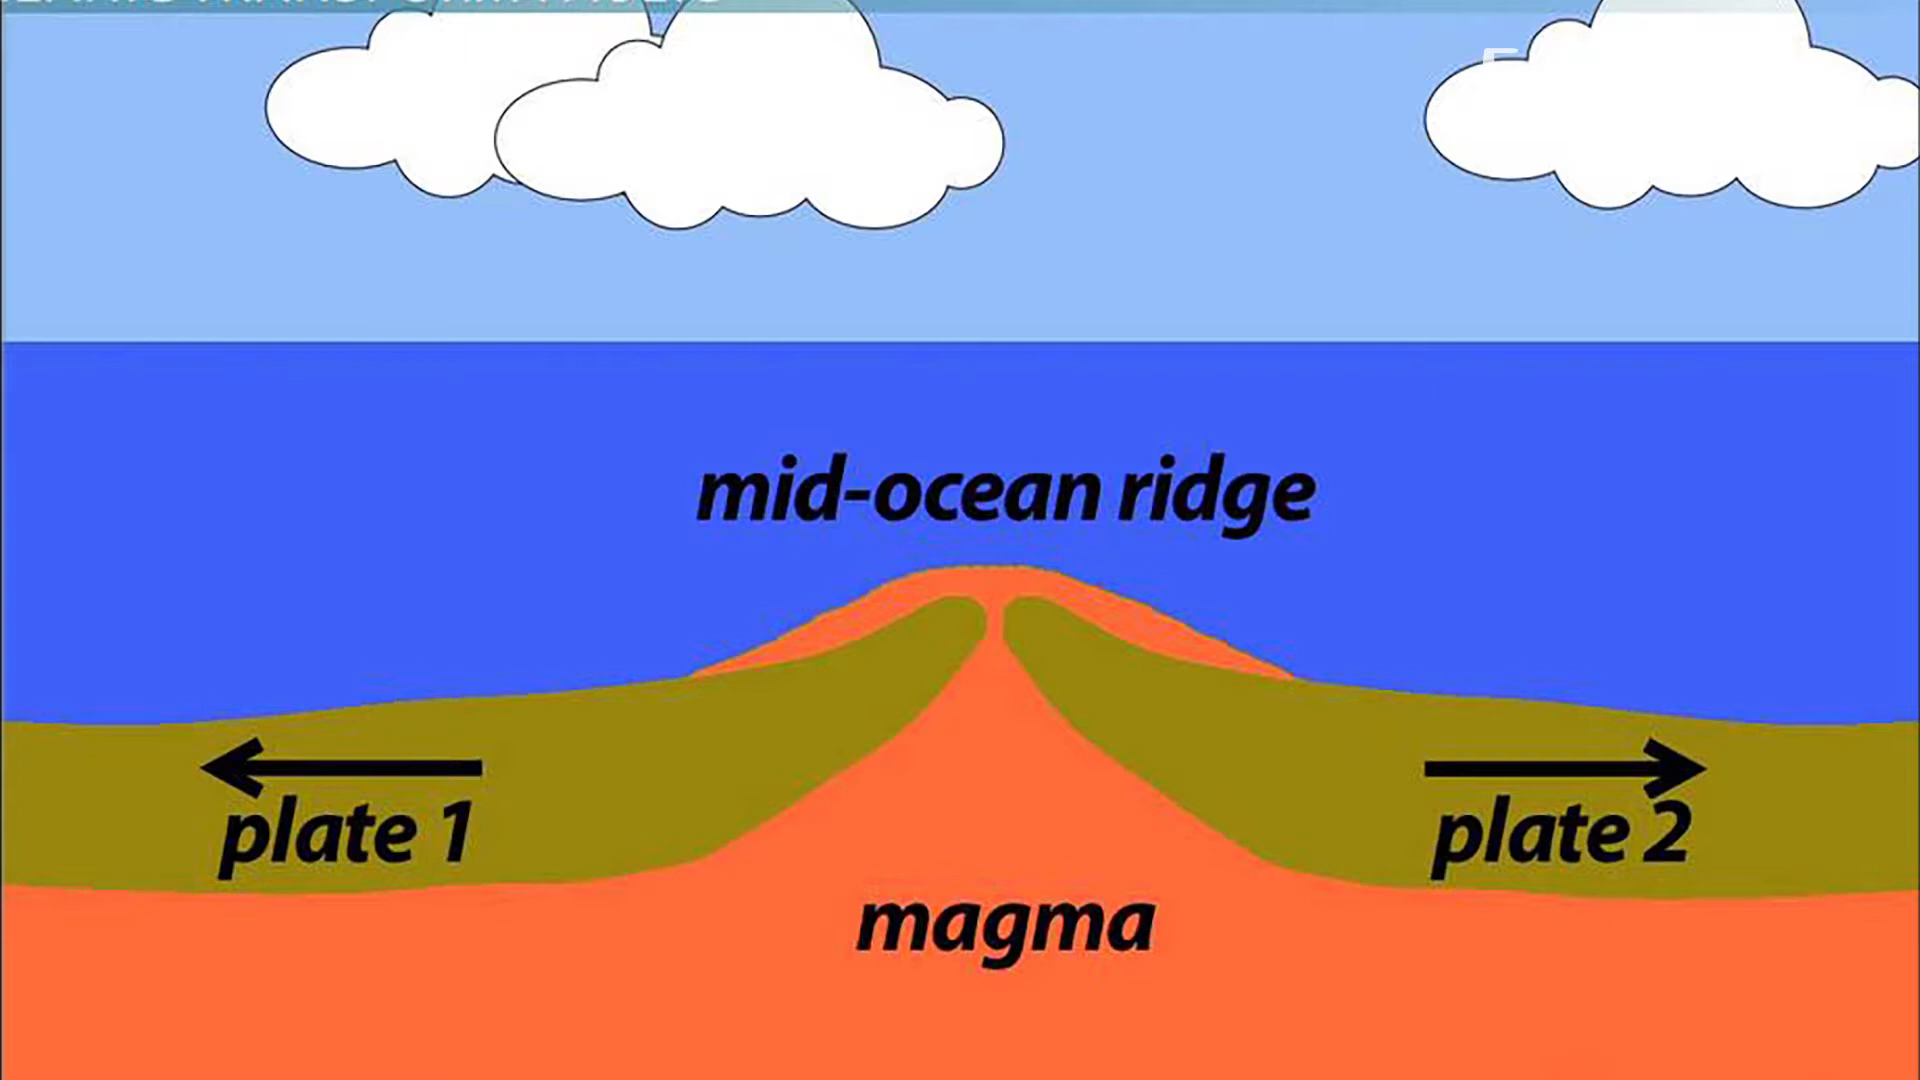 mid-ocean ridge
plate 1
plate 2
magma